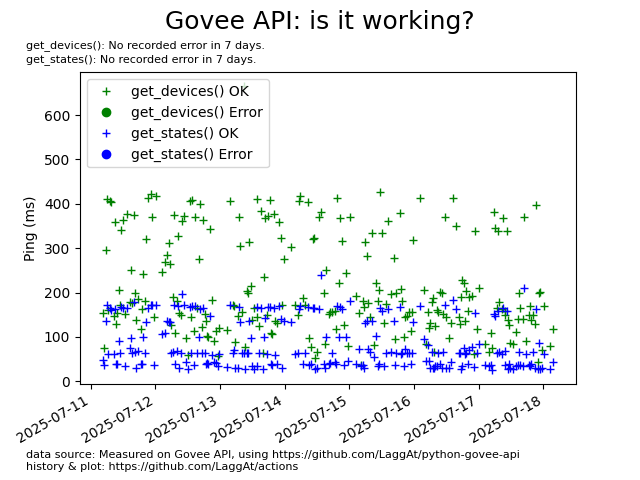 Govee API: is it working?
get_devices(): No recorded error in 7 days.
get_states(): No recorded error in 7 days.
get_devices() OK
get_devices() Error
get_states() OK
get_states() Error
Ping (ms)
600
500
400
300
200
100
0
2025-07-11
2025-07-12
2025-07-13
2025-07-14
2025-07-15
2025-07-16
2025-07-17
2025-07-18
data source: Measured on Govee API, using https://github.com/LaggAt/python-govee-api
history & plot: https://github.com/LaggAt/actions